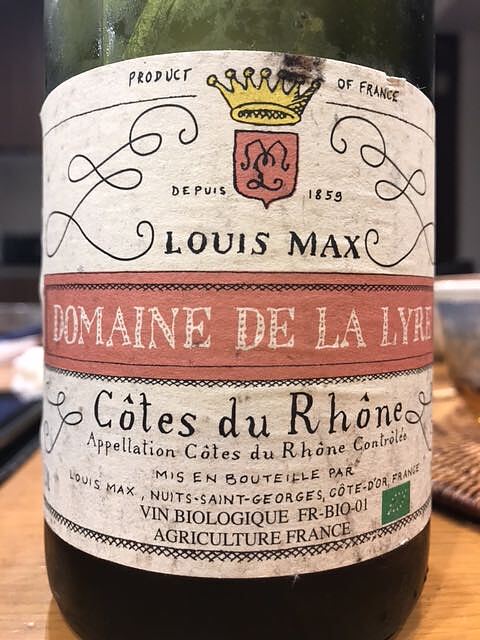 PRODUCT OF FRANCE
ML
DEPUIS 1859
LOUIS MAX
DOMAINE DE LA LYRE
Côtes du Rhône
Appellation Côtes du Rhône Contrôlée
MIS EN BOUTEILLE PAR
LOUIS MAX, NUITS-SAINT-GEORGES, CÔTE-D'OR, FRANCE
VIN BIOLOGIQUE FR-BIO-01
AGRICULTURE FRANCE